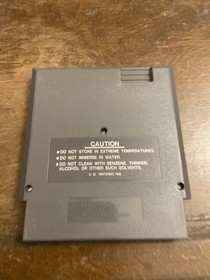 CAUTION
●DO NOT STORE IN EXTREME TEMPERATURES.
●DO NOT IMMERSE IN WATER.
●DO NOT CLEAN WITH BENZENE, THINNER,
ALCOHOL OR OTHER SUCH SOLVENTS.
NINTENDO